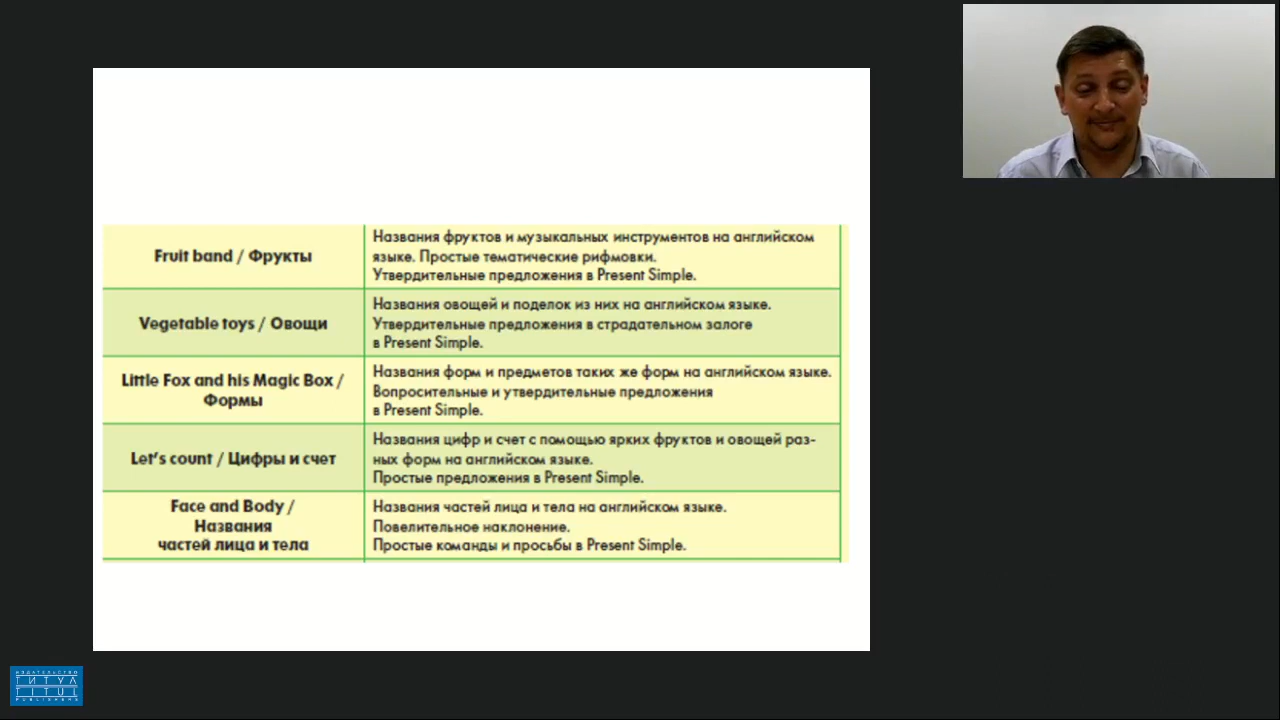 Fruit band / Фрукты
Названия фруктов и музыкальных инструментов на английском
языке. Простые тематические рифмовки.
Утвердительные предложения в Present Simple.
Vegetable toys / Овощи
Названия овощей и поделок из них на английском языке.
Утвердительные предложения в страдательном залоге
в Present Simple.
Little Fox and his Magic Box /
Формы
Названия форм и предметов таких же форм на английском языке.
Вопросительные и утвердительные предложения
в Present Simple.
Let's count / Цифры и счет
Названия цифр и счет с помощью ярких фруктов и овощей раз-
ных форм на английском языке.
Простые предложения в Present Simple.
Face and Body /
Названия
частей лица и тела
Названия частей лица и тела на английском языке.
Повелительное наклонение.
Простые команды и просьбы в Present Simple.
ИЗДАТЕЛЬСТВО
ТИТУЛ
TITUL
PUBLISHERS